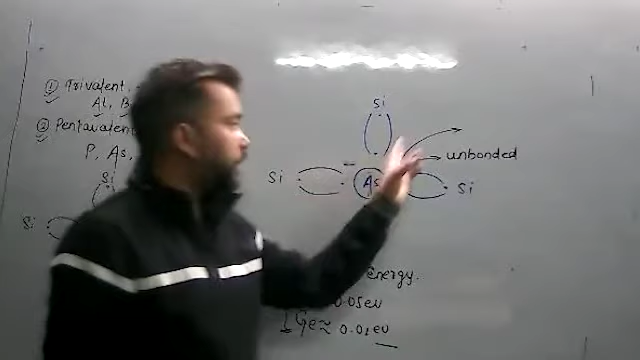 ① Trivalent
Al, B
② Pentavalent
P, As,
Si
Si
Si
unbonded
Si
As
Si
Energy.
0.05ev
Ge ≈ 0.01ev